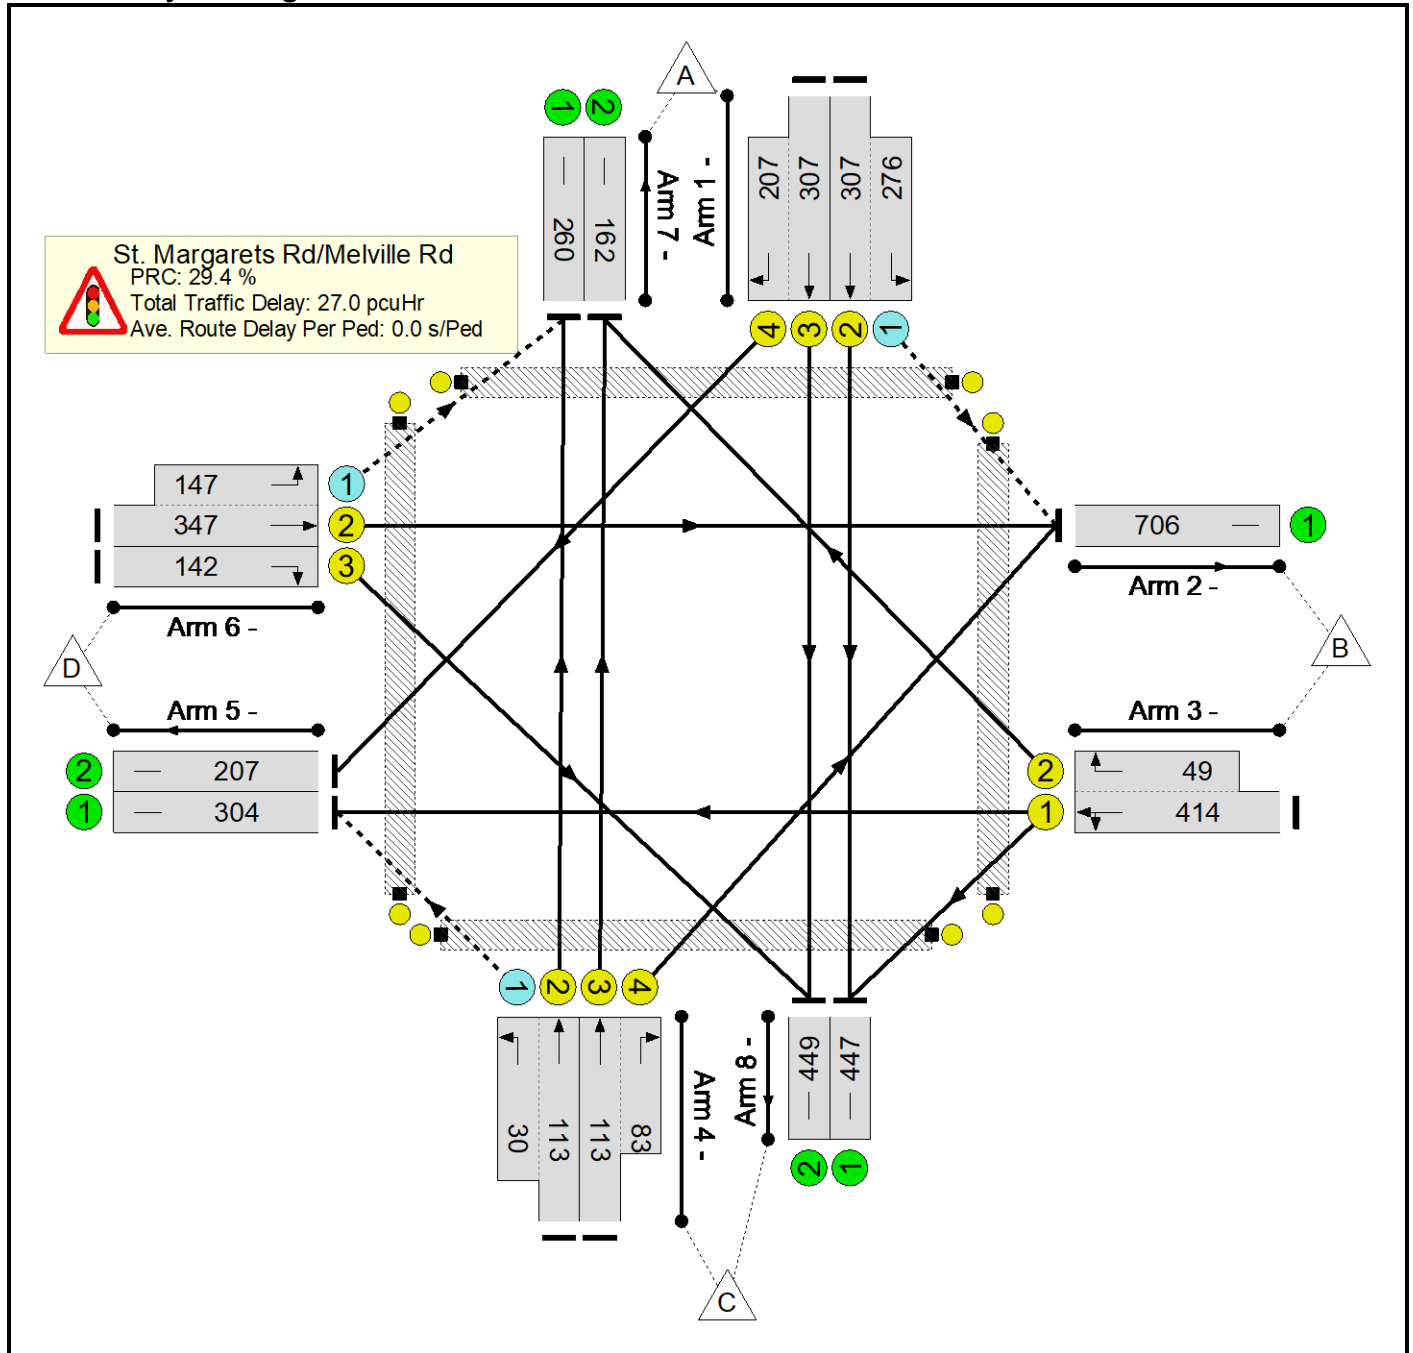 A
1 2
207 307 307 276
Arm 7 -
Arm 1 -
260 162
St. Margarets Rd/Melville Rd
PRC: 29.4 %
Total Traffic Delay: 27.0 pcuHr
Ave. Route Delay Per Ped: 0.0 s/Ped
4 3 2 1
147 1
347 2
142 3
706 1
Arm 2 -
Arm 6 -
D
B
Arm 5 -
Arm 3 -
2 207
1 304
2 49
1 414
1 2 3 4
30 113 113 83
Arm 4 -
Arm 8 -
449 447
2 1
C